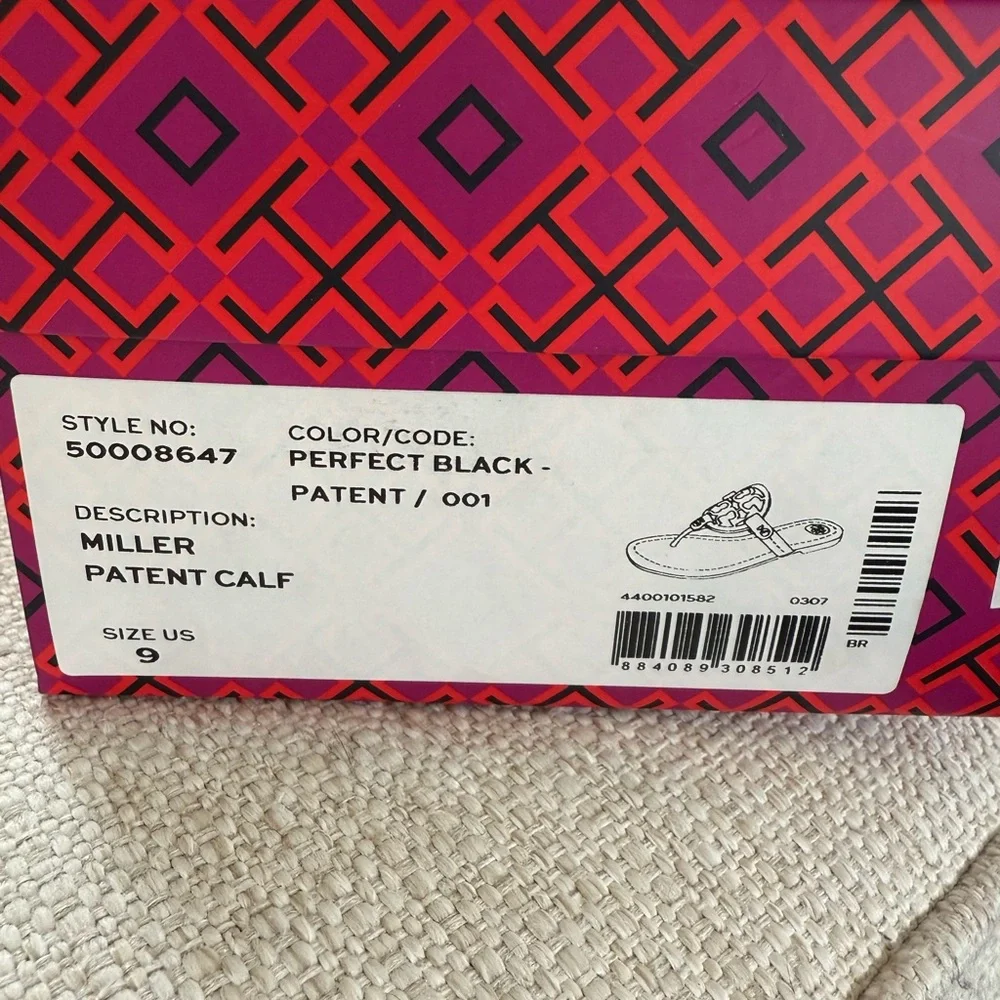 STYLE NO:
50008647
COLOR/CODE:
PERFECT BLACK -
PATENT / 001
DESCRIPTION:
MILLER
PATENT CALF
SIZE US
9
4400101582 0307
884089308512
BR